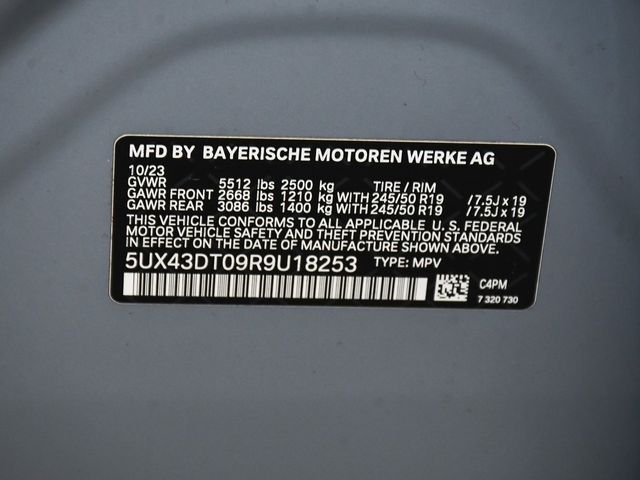 MFD BY BAYERISCHE MOTOREN WERKE AG
10/23
GVWR 5512 lbs 2500 kg TIRE / RIM
GAWR FRONT 2668 lbs 1210 kg WITH 245/50 R19 / 7.5J x 19
GAWR REAR 3086 lbs 1400 kg WITH 245/50 R19 / 7.5J x 19
THIS VEHICLE CONFORMS TO ALL APPLICABLE U. S. FEDERAL
MOTOR VEHICLE SAFETY THEFT PREVENTION AND BUMPER
STANDARDS IN EFFECT ON THE DATE OF MANUFACTURE SHOWN ABOVE.
5UX43DT09R9U18253 TYPE: MPV
C4PM
7 320 730